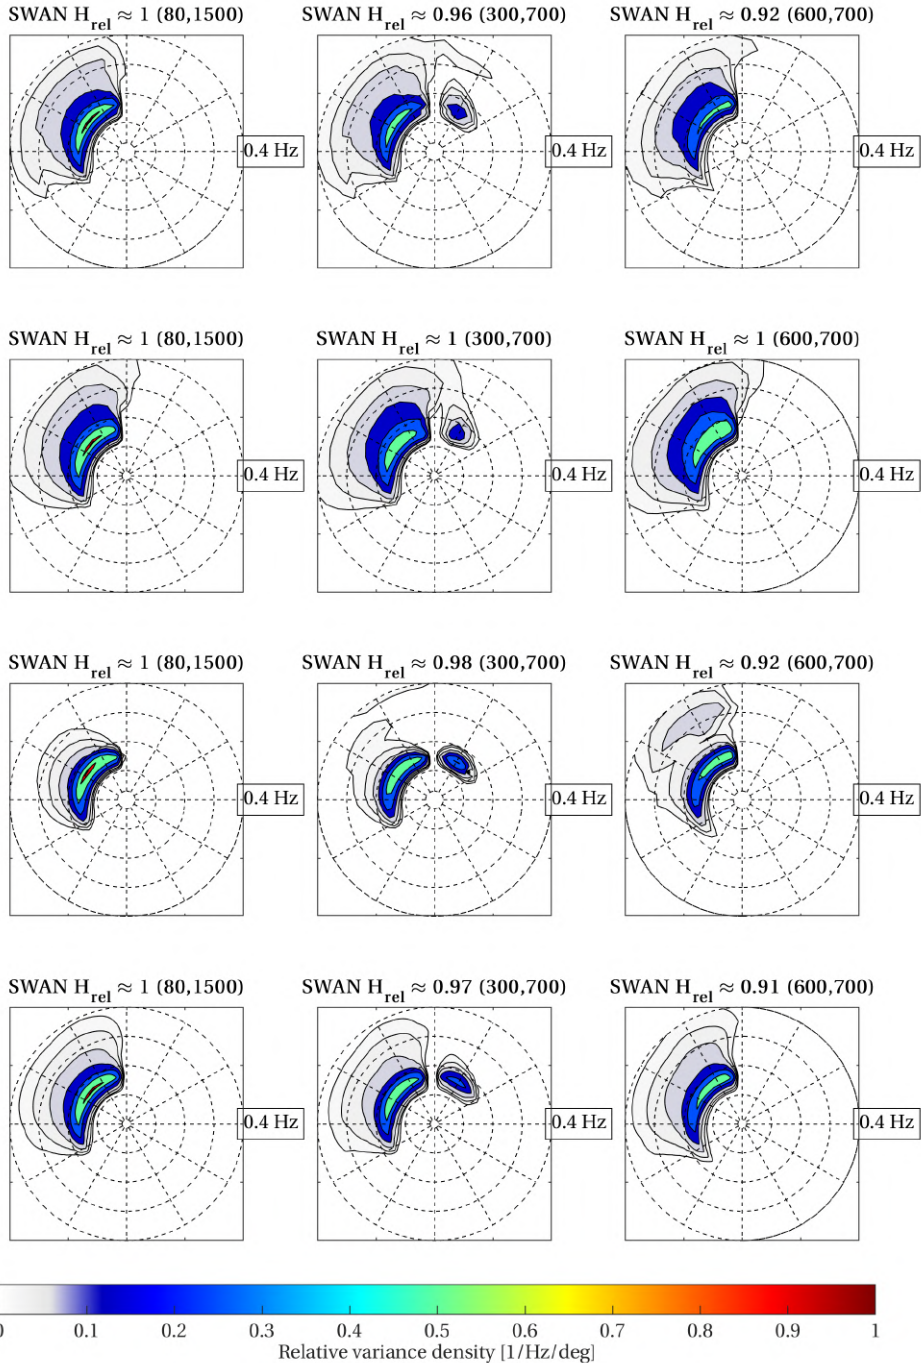 SWAN H_rel ≈ 1 (80,1500) SWAN H_rel ≈ 0.96 (300,700) SWAN H_rel ≈ 0.92 (600,700)
0.4 Hz 0.4 Hz 0.4 Hz
SWAN H_rel ≈ 1 (80,1500) SWAN H_rel ≈ 1 (300,700) SWAN H_rel ≈ 1 (600,700)
0.4 Hz 0.4 Hz 0.4 Hz
SWAN H_rel ≈ 1 (80,1500) SWAN H_rel ≈ 0.98 (300,700) SWAN H_rel ≈ 0.92 (600,700)
0.4 Hz 0.4 Hz 0.4 Hz
SWAN H_rel ≈ 1 (80,1500) SWAN H_rel ≈ 0.97 (300,700) SWAN H_rel ≈ 0.91 (600,700)
0.4 Hz 0.4 Hz 0.4 Hz
0 0.1 0.2 0.3 0.4 0.5 0.6 0.7 0.8 0.9 1
Relative variance density [1/Hz/deg]